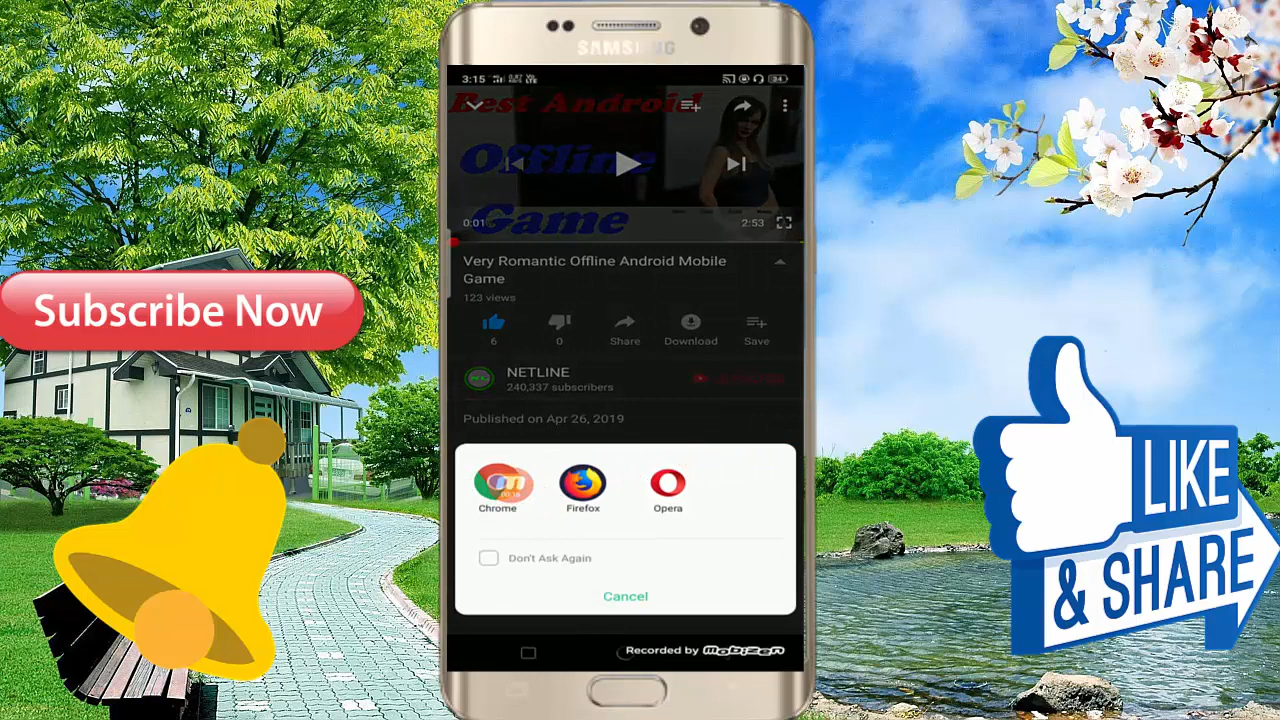 SAMSUNG
3:15
34
Best Android
Offline
Game
0:01
2:53
Very Romantic Offline Android Mobile
Game
123 views
6
0
Share
Download
Save
NETLINE
240,337 subscribers
Published on Apr 26, 2019
Chrome
Firefox
Opera
Don't Ask Again
Cancel
Recorded by mobizen
Subscribe Now
LIKE
& SHARE